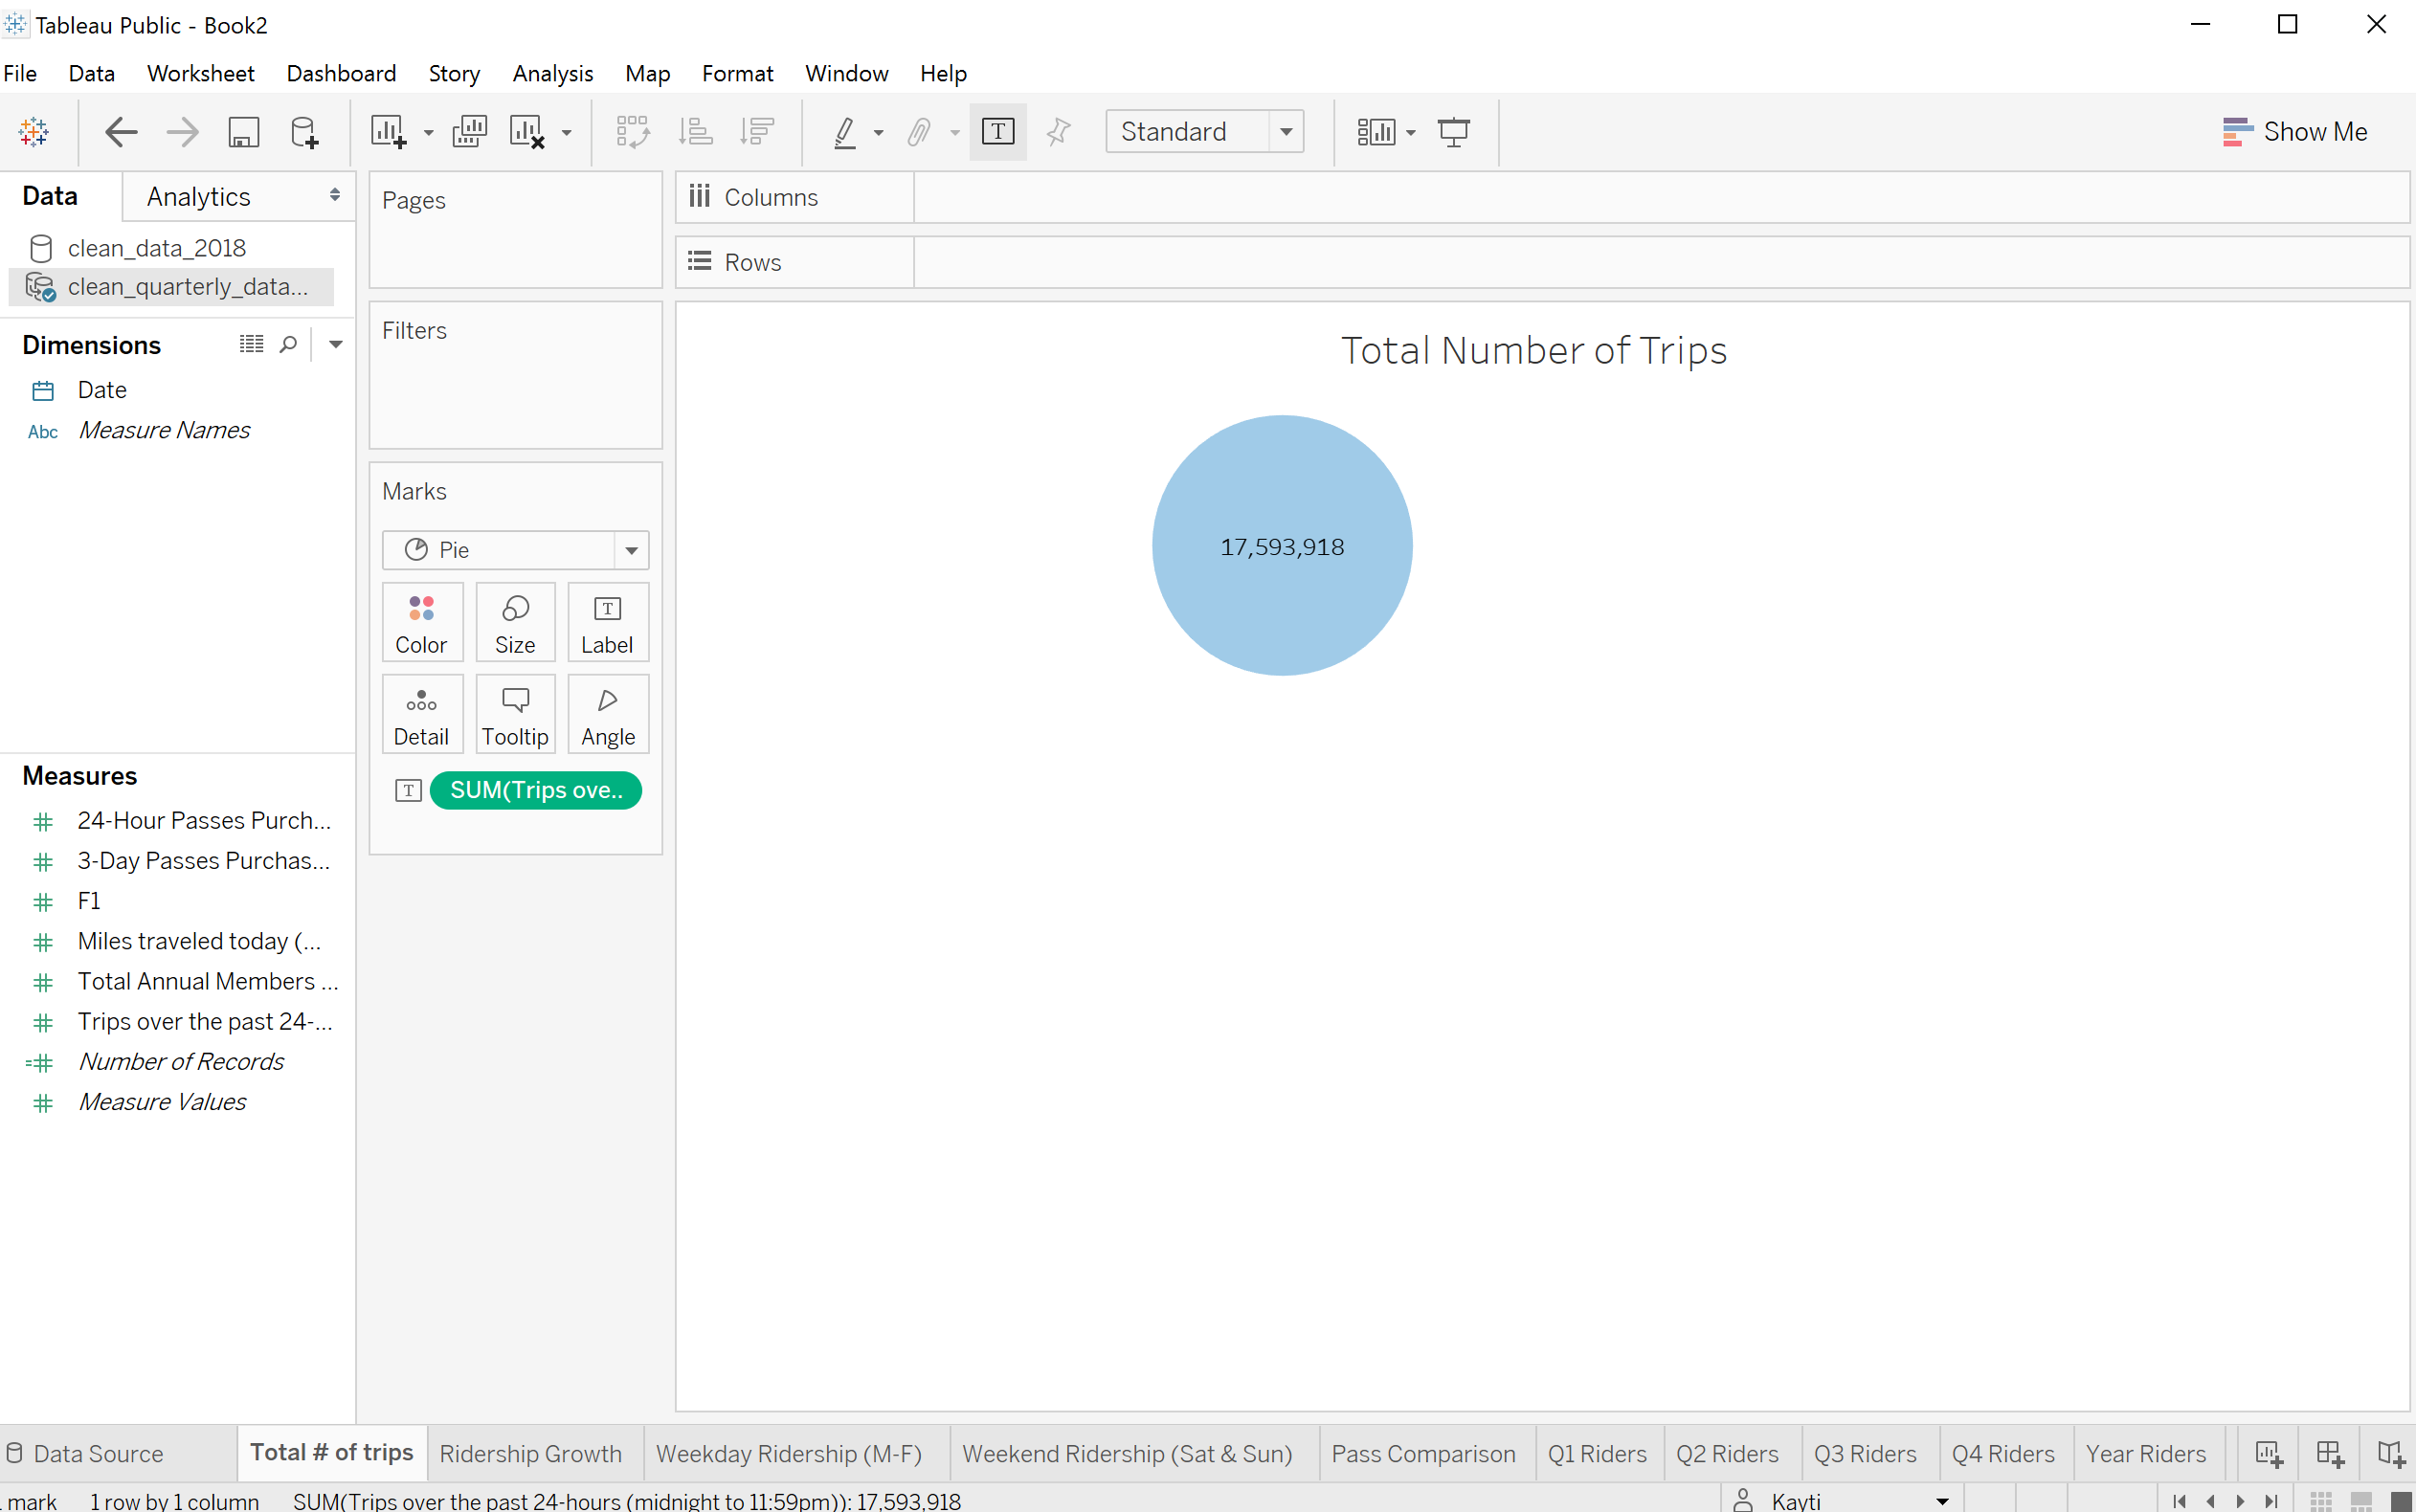 Tableau Public - Book2
File Data Worksheet Dashboard Story Analysis Map Format Window Help
T Standard Show Me
Data Analytics
clean_data_2018
clean_quarterly_data...
Dimensions
Date
Abc Measure Names
Measures
24-Hour Passes Purch...
3-Day Passes Purchas...
F1
Miles traveled today (...
Total Annual Members ...
Trips over the past 24-...
Number of Records
Measure Values
Pages
Filters
Marks
Pie
Color Size Label
Detail Tooltip Angle
T SUM(Trips ove..
Columns
Rows
Total Number of Trips
17,593,918
Data Source Total # of trips Ridership Growth Weekday Ridership (M-F) Weekend Ridership (Sat & Sun) Pass Comparison Q1 Riders Q2 Riders Q3 Riders Q4 Riders Year Riders
mark 1 row by 1 column SUM(Trips over the past 24-hours (midnight to 11:59pm)): 17,593,918 Kayti